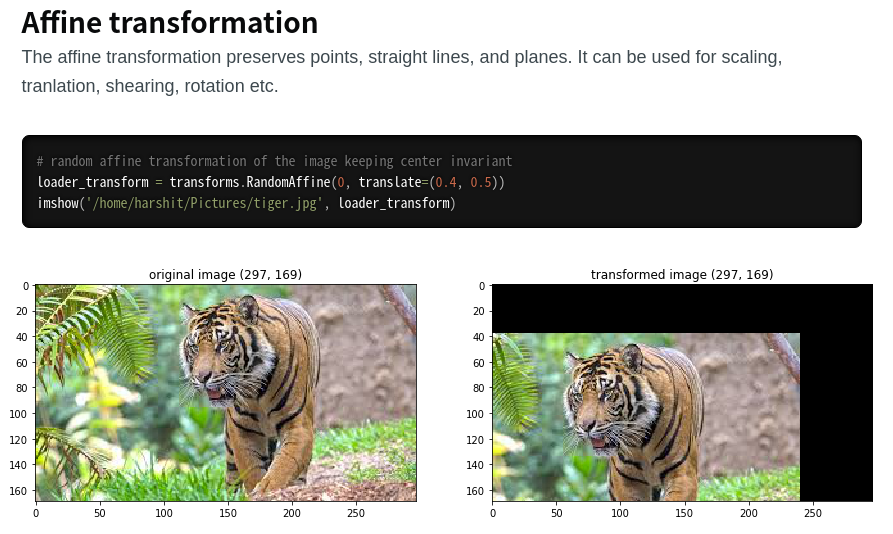 Affine transformation
The affine transformation preserves points, straight lines, and planes. It can be used for scaling,
tranlation, shearing, rotation etc.
# random affine transformation of the image keeping center invariant
loader_transform = transforms.RandomAffine(0, translate=(0.4, 0.5))
imshow('/home/harshit/Pictures/tiger.jpg', loader_transform)
original image (297, 169)
0
20
40
60
80
100
120
140
160
0 50 100 150 200 250
transformed image (297, 169)
0
20
40
60
80
100
120
140
160
0 50 100 150 200 250